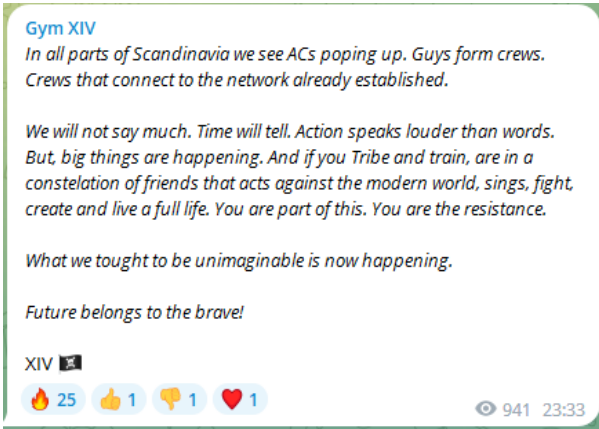 Gym XIV
In all parts of Scandinavia we see ACs poping up. Guys form crews.
Crews that connect to the network already established.
We will not say much. Time will tell. Action speaks louder than words.
But, big things are happening. And if you Tribe and train, are in a
constelation of friends that acts against the modern world, sings, fight,
create and live a full life. You are part of this. You are the resistance.
What we tought to be unimaginable is now happening.
Future belongs to the brave!
XIV 🏴‍☠️
🔥 25 👍 1 👎 1 ❤️ 1
941 23:33